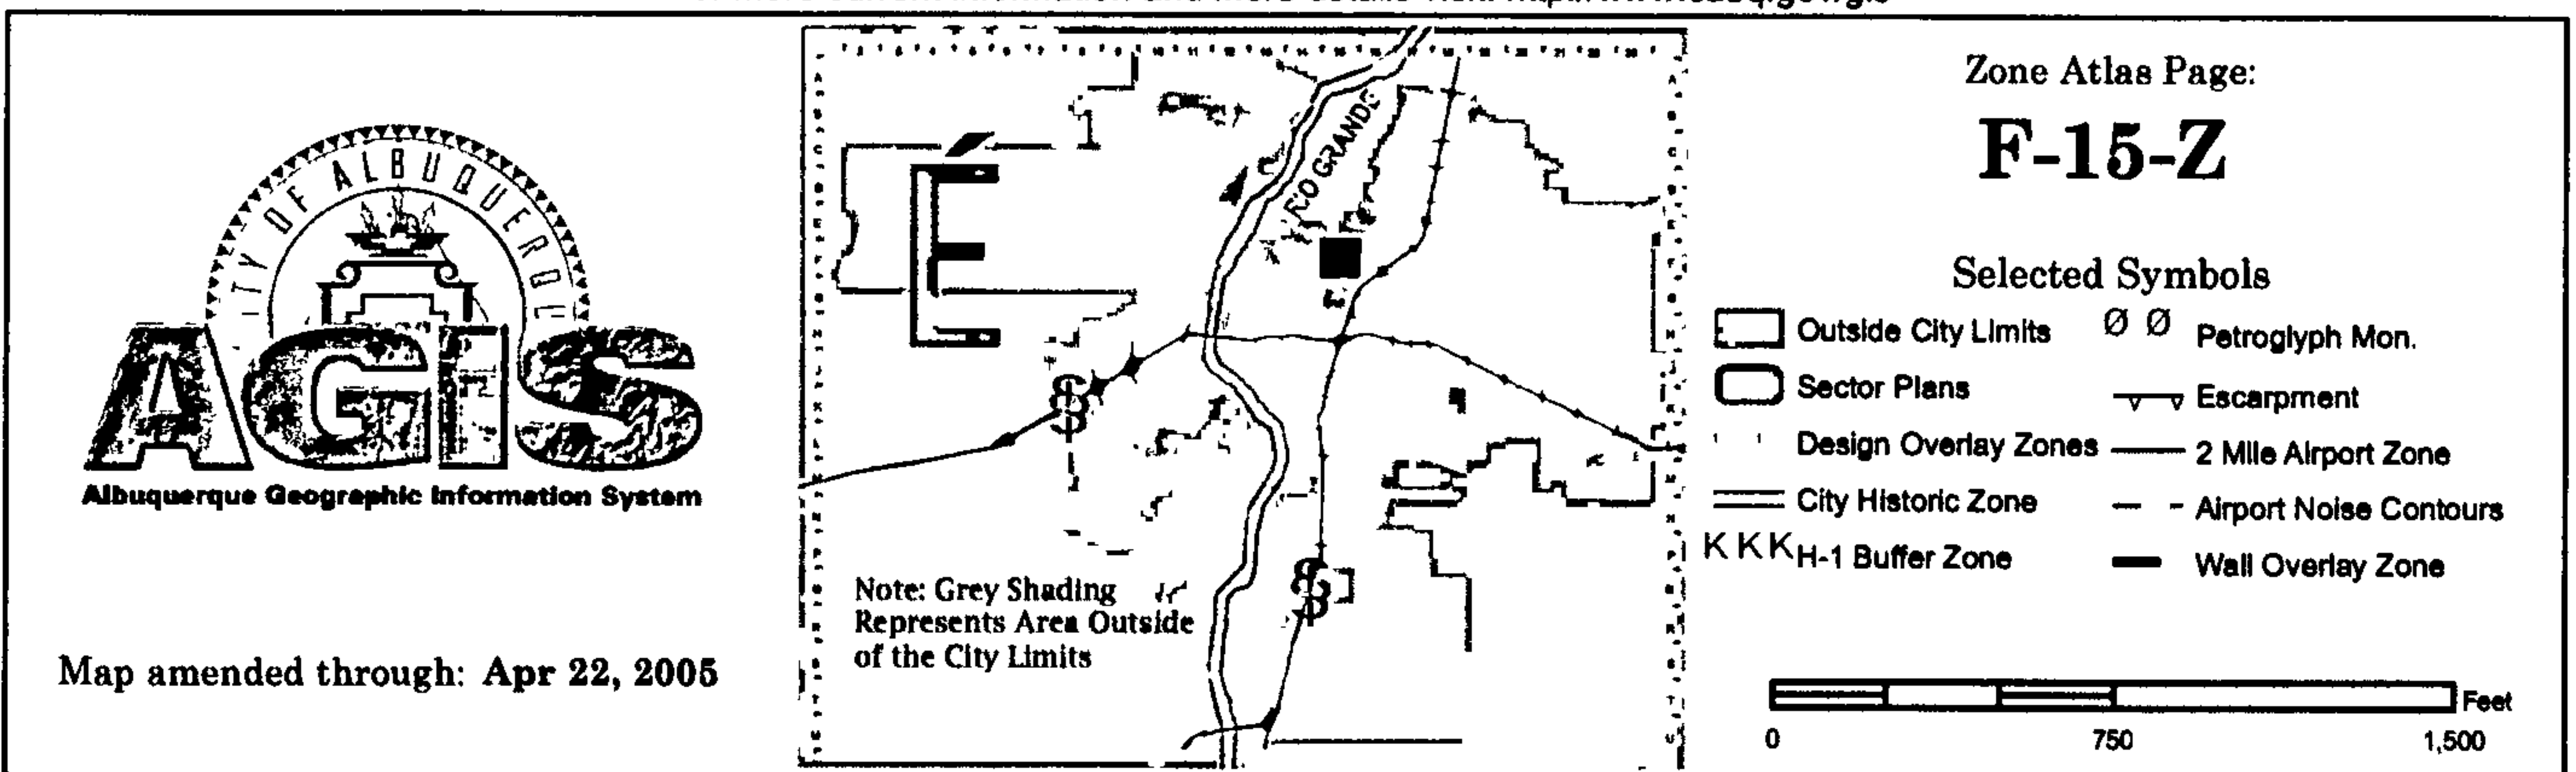 CITY OF ALBUQUERQUE
AGIS
Albuquerque Geographic Information System
Map amended through: Apr 22, 2005
RIO GRANDE
Note: Grey Shading
Represents Area Outside
of the City Limits
Zone Atlas Page:
F-15-Z
Selected Symbols
Outside City Limits
Sector Plans
Design Overlay Zones
City Historic Zone
KKK H-1 Buffer Zone
Ø Ø Petroglyph Mon.
Escarpment
2 Mile Airport Zone
Airport Noise Contours
Wall Overlay Zone
Feet
0 750 1,500